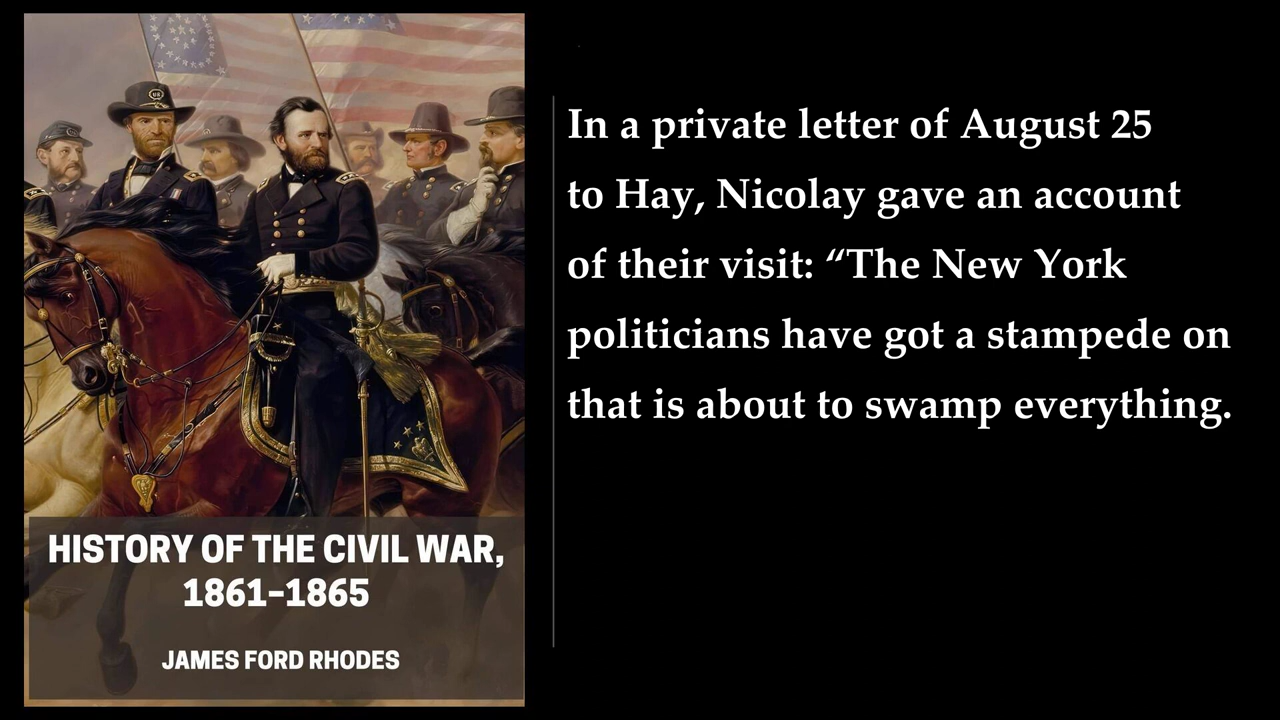 In a private letter of August 25
to Hay, Nicolay gave an account
of their visit: “The New York
politicians have got a stampede on
that is about to swamp everything.
HISTORY OF THE CIVIL WAR,
1861–1865
JAMES FORD RHODES